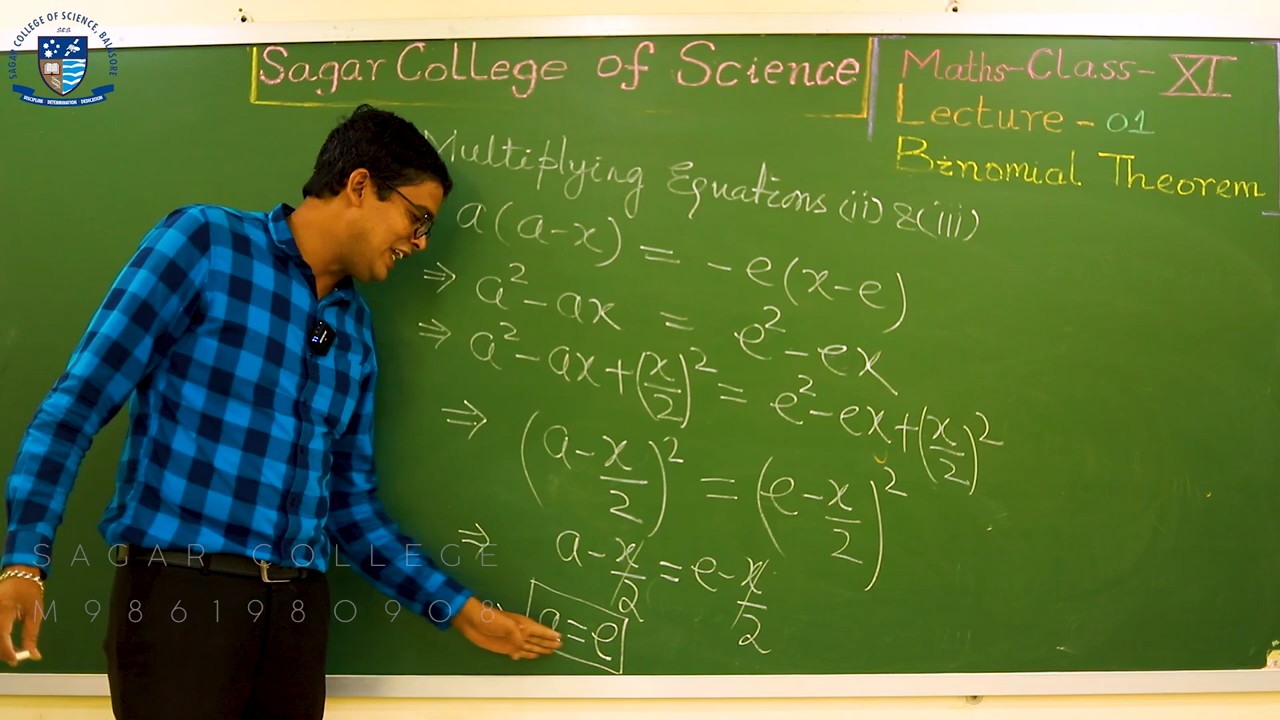 SAGAR COLLEGE OF SCIENCE, BALASORE
S.C.S.
DISCIPLINE · DETERMINATION · DEDICATION
Sagar College of Science
Maths-Class-XI
Lecture-01
Binomial Theorem
Multiplying Equations (ii) & (iii)
a(a-x) = -e(x-e)
⇒ a²-ax = e²-ex
⇒ a²-ax+(x/2)² = e²-ex+(x/2)²
⇒ (a-x/2)² = (e-x/2)²
⇒ a-x/2 = e-x/2
a=e
SAGAR COLLEGE
M9861980908